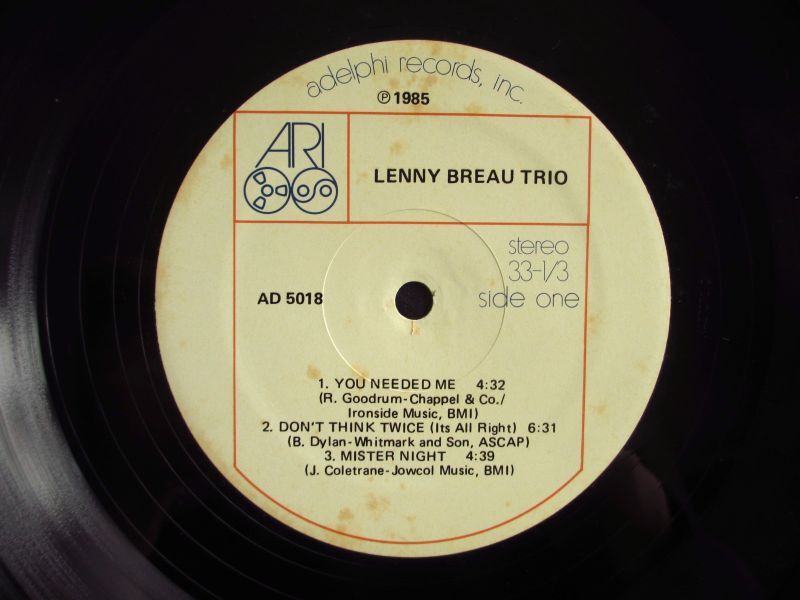 adelphi records, inc.
℗ 1985
ARI
LENNY BREAU TRIO
stereo
33-1/3
AD 5018
side one
1. YOU NEEDED ME 4:32
(R. Goodrum-Chappel & Co./
Ironside Music, BMI)
2. DON'T THINK TWICE (Its All Right) 6:31
(B. Dylan-Whitmark and Son, ASCAP)
3. MISTER NIGHT 4:39
(J. Coletrane-Jowcol Music, BMI)